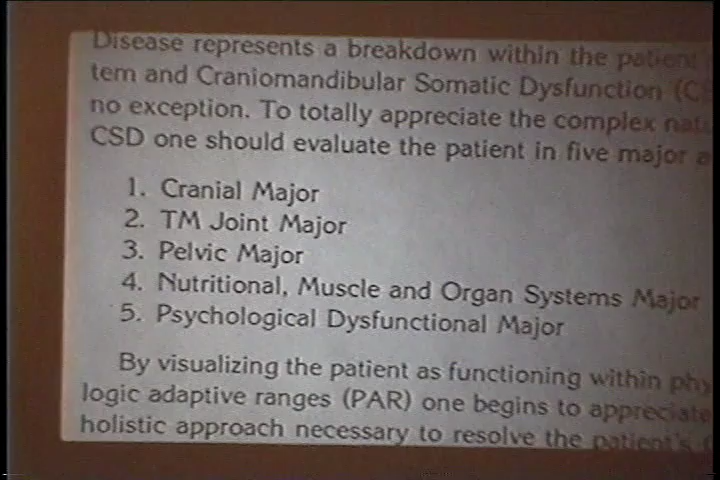 Disease represents a breakdown within the patient
tem and Craniomandibular Somatic Dysfunction
no exception. To totally appreciate the complex
CSD one should evaluate the patient in five major
1. Cranial Major
2. TM Joint Major
3. Pelvic Major
4. Nutritional, Muscle and Organ Systems Major
5. Psychological Dysfunctional Major
By visualizing the patient as functioning within
logic adaptive ranges (PAR) one begins to appreciate
holistic approach necessary to resolve the patient's